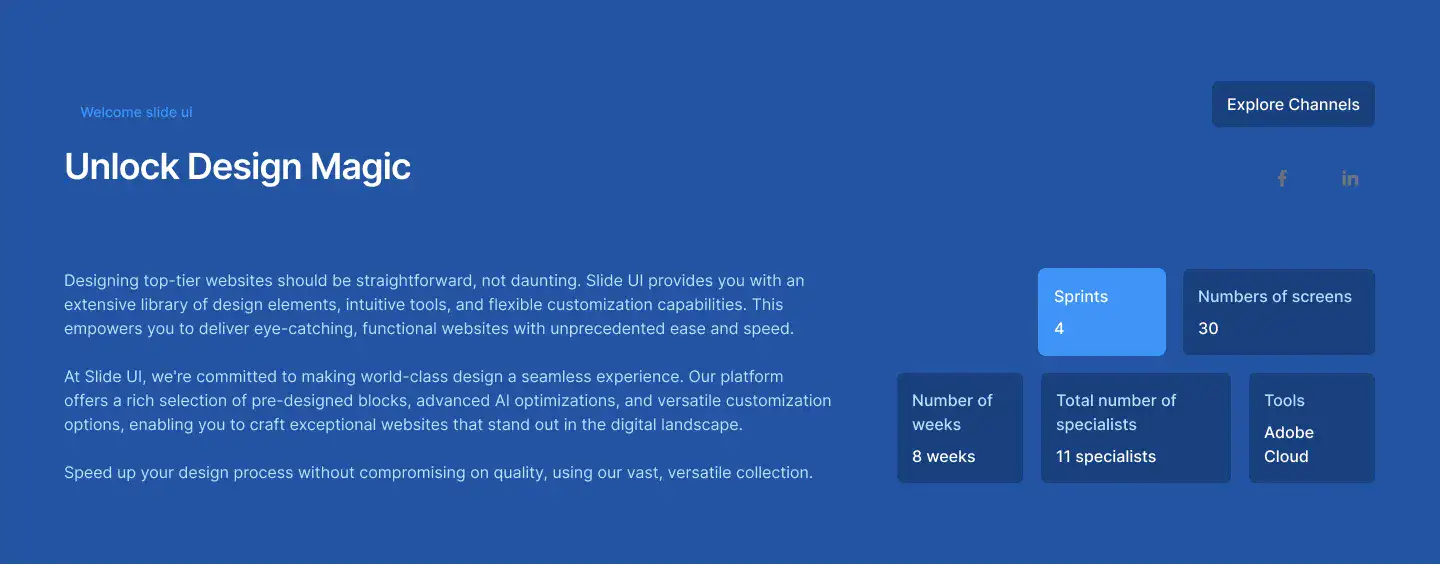 Welcome slide ui
Unlock Design Magic
Explore Channels
f
in
Designing top-tier websites should be straightforward, not daunting. Slide UI provides you with an
extensive library of design elements, intuitive tools, and flexible customization capabilities. This
empowers you to deliver eye-catching, functional websites with unprecedented ease and speed.
At Slide UI, we're committed to making world-class design a seamless experience. Our platform
offers a rich selection of pre-designed blocks, advanced AI optimizations, and versatile customization
options, enabling you to craft exceptional websites that stand out in the digital landscape.
Speed up your design process without compromising on quality, using our vast, versatile collection.
Sprints
4
Numbers of screens
30
Number of
weeks
8 weeks
Total number of
specialists
11 specialists
Tools
Adobe
Cloud